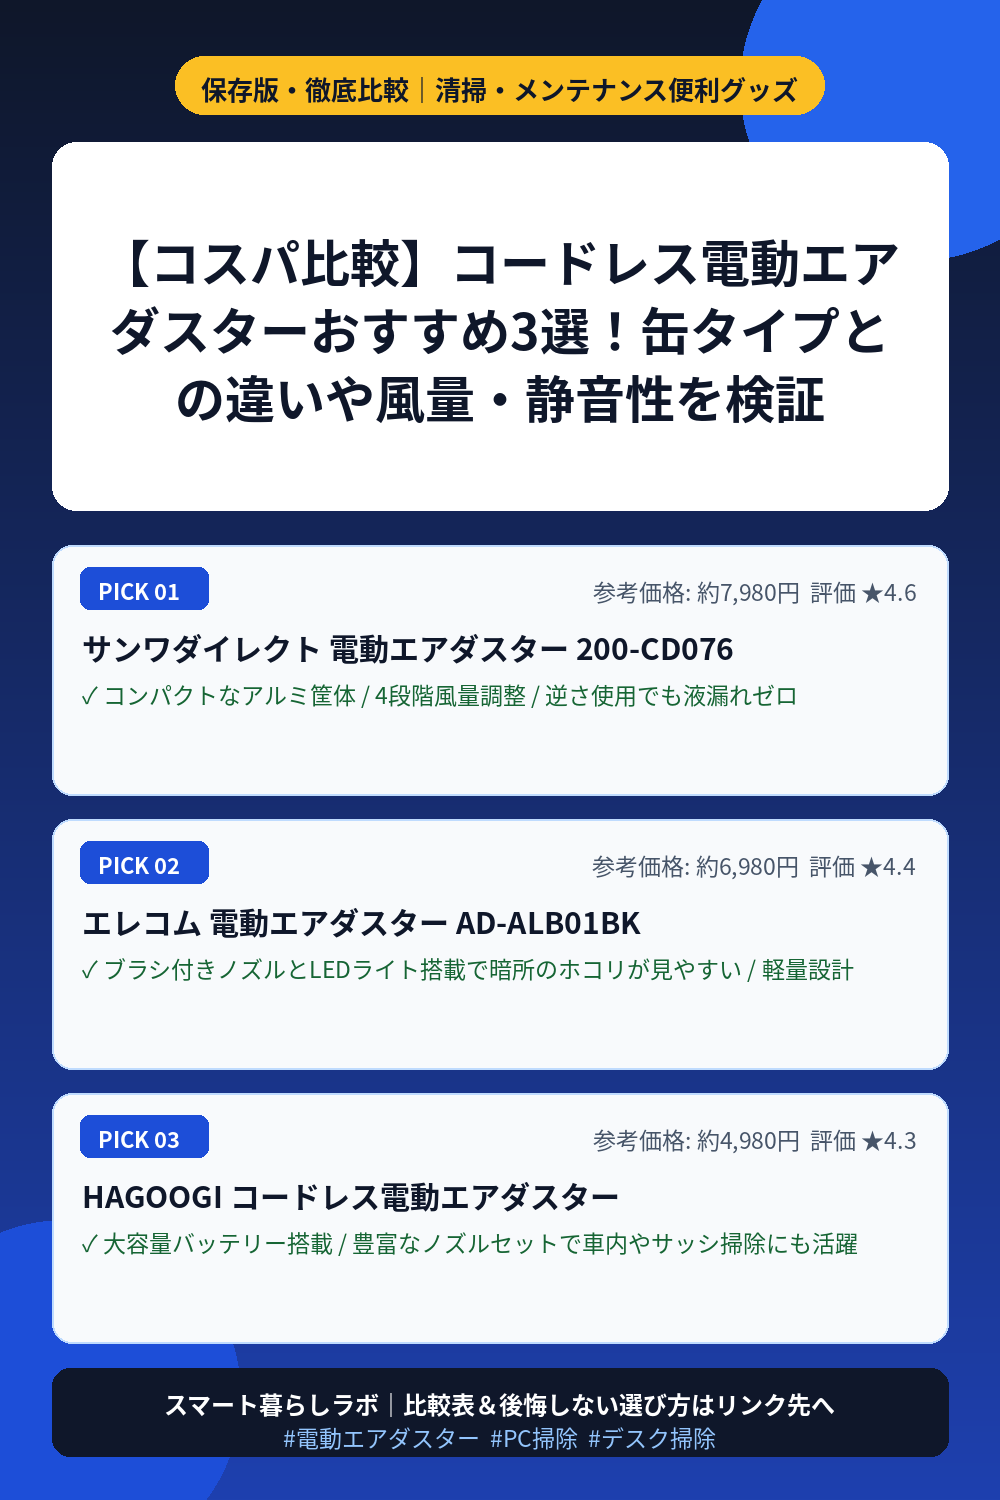 保存版・徹底比較｜清掃・メンテナンス便利グッズ
【コスパ比較】コードレス電動エア
ダスターおすすめ3選！缶タイプと
の違いや風量・静音性を検証
PICK 01
参考価格: 約7,980円 評価 ★4.6
サンワダイレクト 電動エアダスター 200-CD076
✓ コンパクトなアルミ筐体 / 4段階風量調整 / 逆さ使用でも液漏れゼロ
PICK 02
参考価格: 約6,980円 評価 ★4.4
エレコム 電動エアダスター AD-ALB01BK
✓ ブラシ付きノズルとLEDライト搭載で暗所のホコリが見やすい / 軽量設計
PICK 03
参考価格: 約4,980円 評価 ★4.3
HAGOOGI コードレス電動エアダスター
✓ 大容量バッテリー搭載 / 豊富なノズルセットで車内やサッシ掃除にも活躍
スマート暮らしラボ｜比較表＆後悔しない選び方はリンク先へ
#電動エアダスター #PC掃除 #デスク掃除